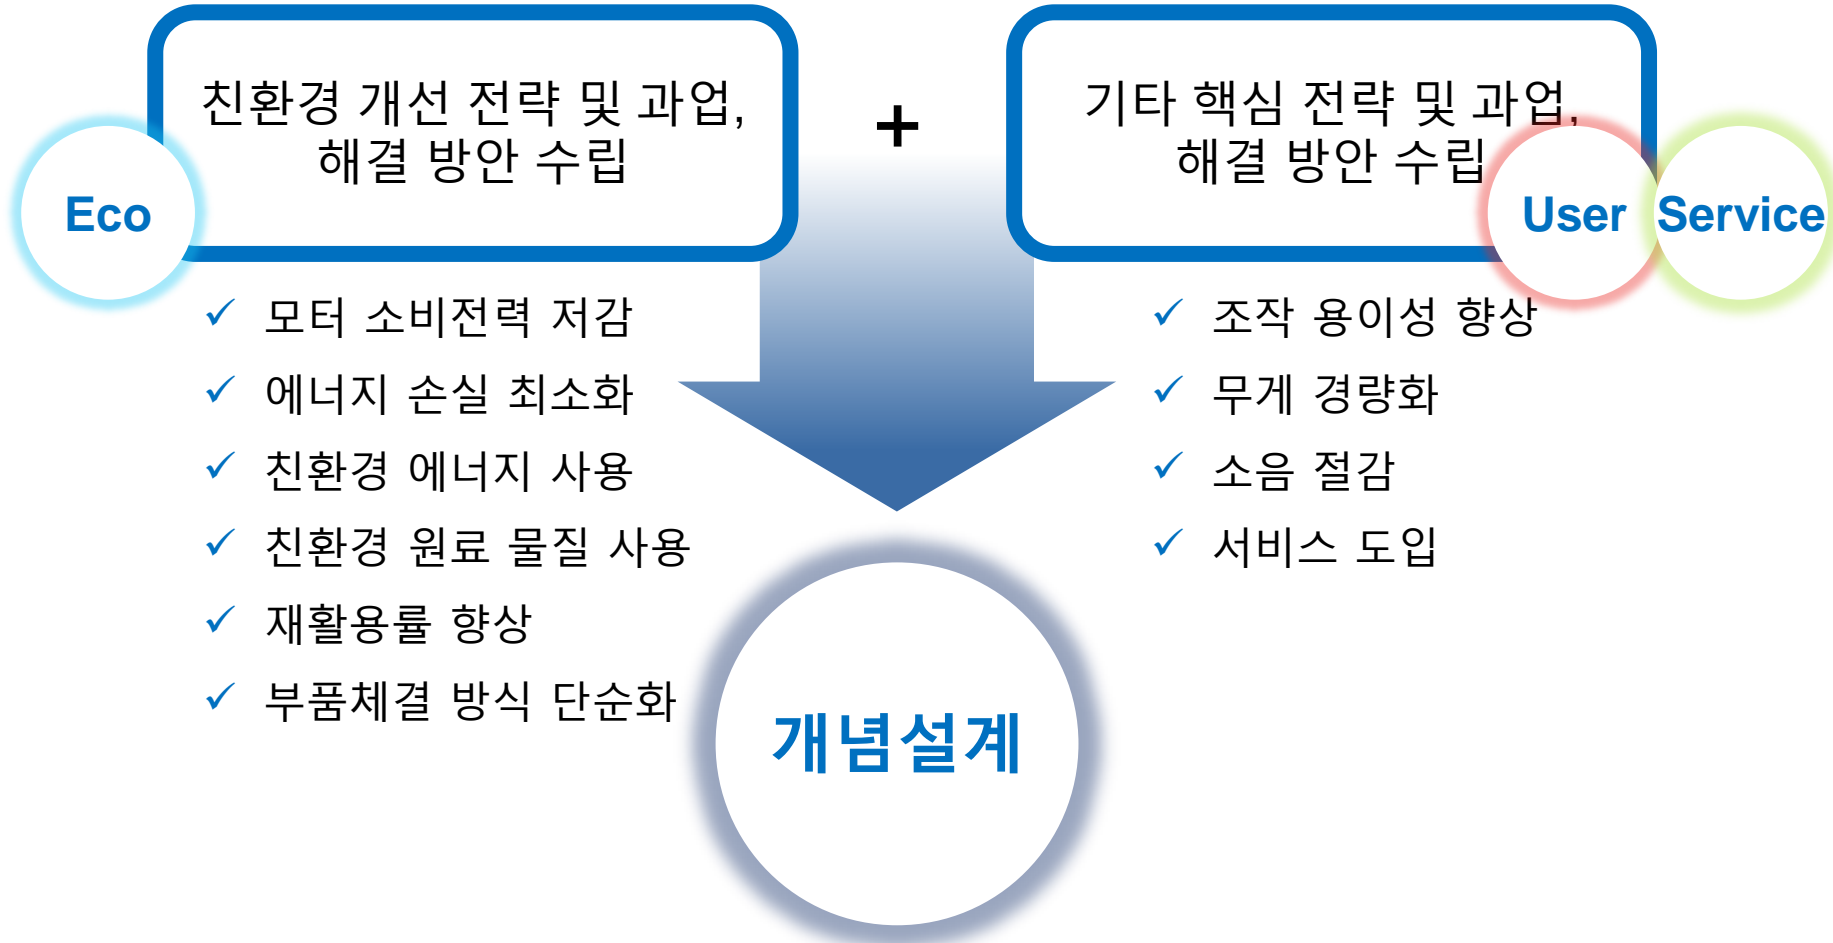 친환경 개선 전략 및 과업,
해결 방안 수립
Eco
+
기타 핵심 전략 및 과업,
해결 방안 수립
User
Service
✓ 모터 소비전력 저감
✓ 에너지 손실 최소화
✓ 친환경 에너지 사용
✓ 친환경 원료 물질 사용
✓ 재활용률 향상
✓ 부품체결 방식 단순화
✓ 조작 용이성 향상
✓ 무게 경량화
✓ 소음 절감
✓ 서비스 도입
개념설계